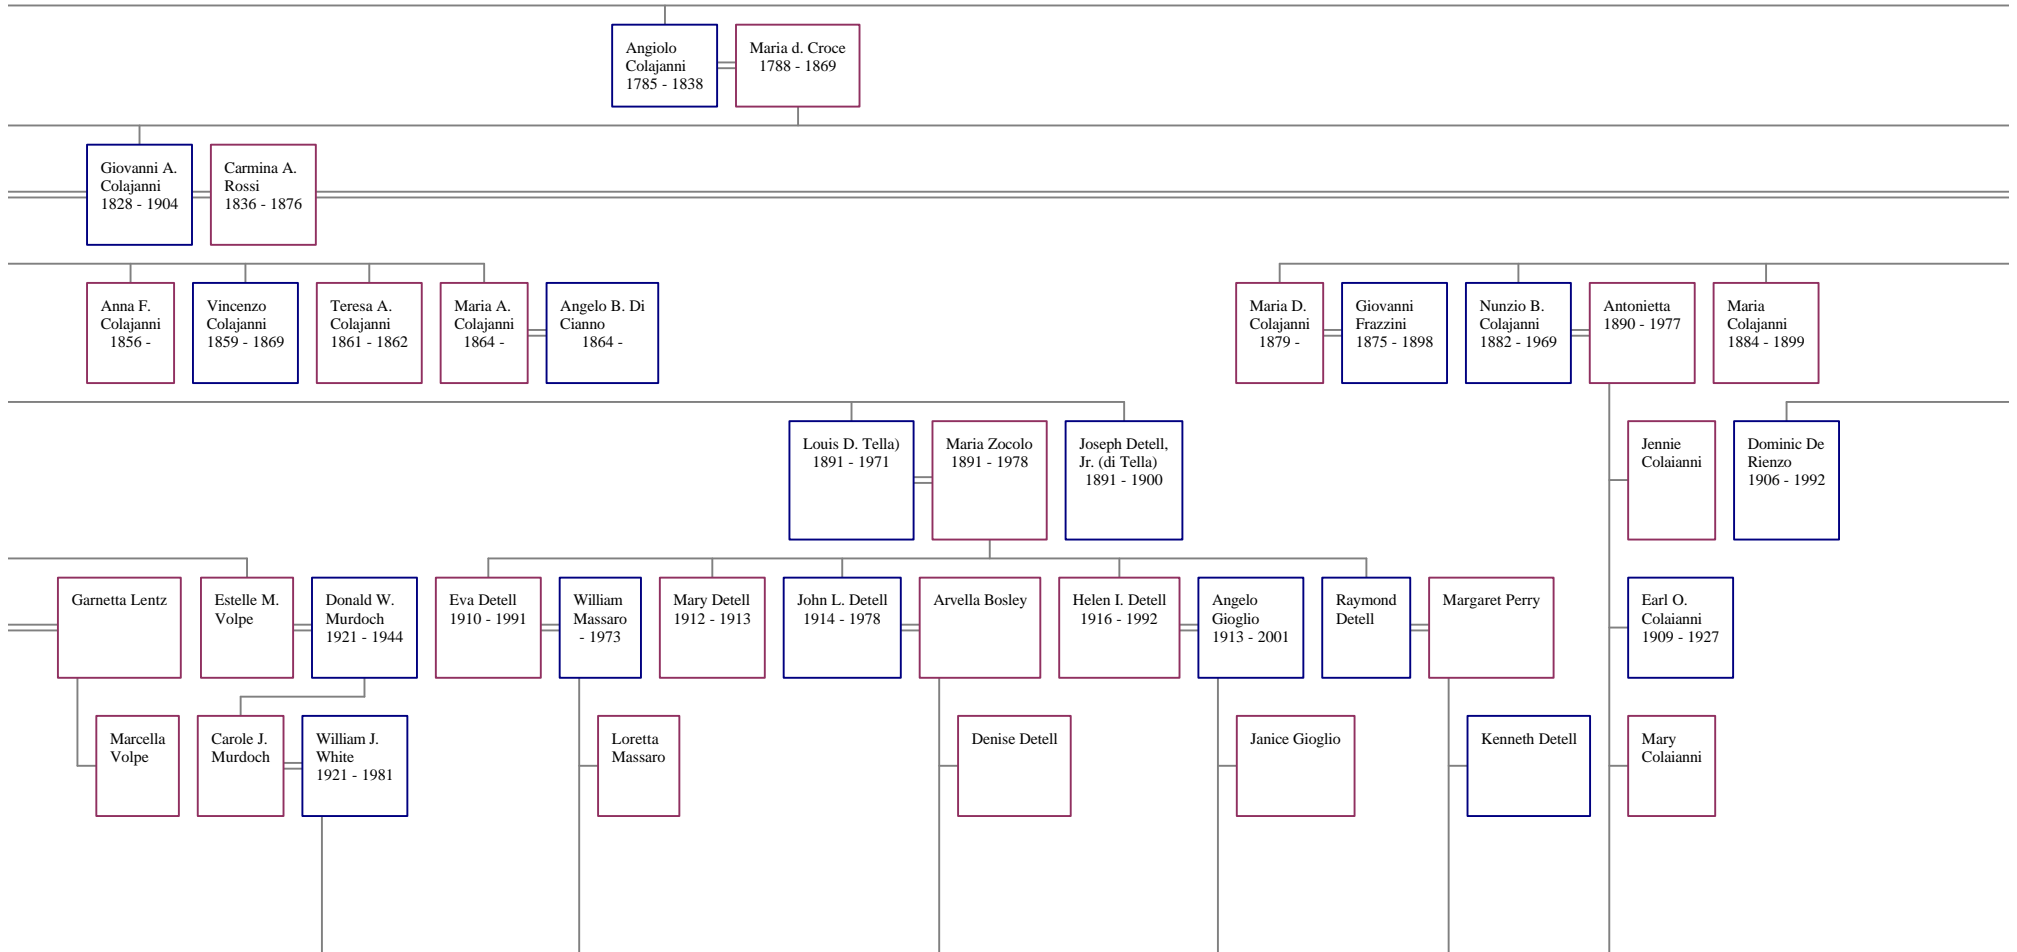 Angiolo
Colajanni
1785 - 1838
Maria d. Croce
1788 - 1869
Giovanni A.
Colajanni
1828 - 1904
Carmina A.
Rossi
1836 - 1876
Anna F.
Colajanni
1856 -
Vincenzo
Colajanni
1859 - 1869
Teresa A.
Colajanni
1861 - 1862
Maria A.
Colajanni
1864 -
Angelo B. Di
Cianno
1864 -
Maria D.
Colajanni
1879 -
Giovanni
Frazzini
1875 - 1898
Nunzio B.
Colajanni
1882 - 1969
Antonietta
1890 - 1977
Maria
Colajanni
1884 - 1899
Louis D. Tella)
1891 - 1971
Maria Zocolo
1891 - 1978
Joseph Detell,
Jr. (di Tella)
1891 - 1900
Jennie
Colaianni
Dominic De
Rienzo
1906 - 1992
Garnetta Lentz
Estelle M.
Volpe
Donald W.
Murdoch
1921 - 1944
Eva Detell
1910 - 1991
William
Massaro
- 1973
Mary Detell
1912 - 1913
John L. Detell
1914 - 1978
Arvella Bosley
Helen I. Detell
1916 - 1992
Angelo
Gioglio
1913 - 2001
Raymond
Detell
Margaret Perry
Earl O.
Colaianni
1909 - 1927
Marcella
Volpe
Carole J.
Murdoch
William J.
White
1921 - 1981
Loretta
Massaro
Denise Detell
Janice Gioglio
Kenneth Detell
Mary
Colaianni